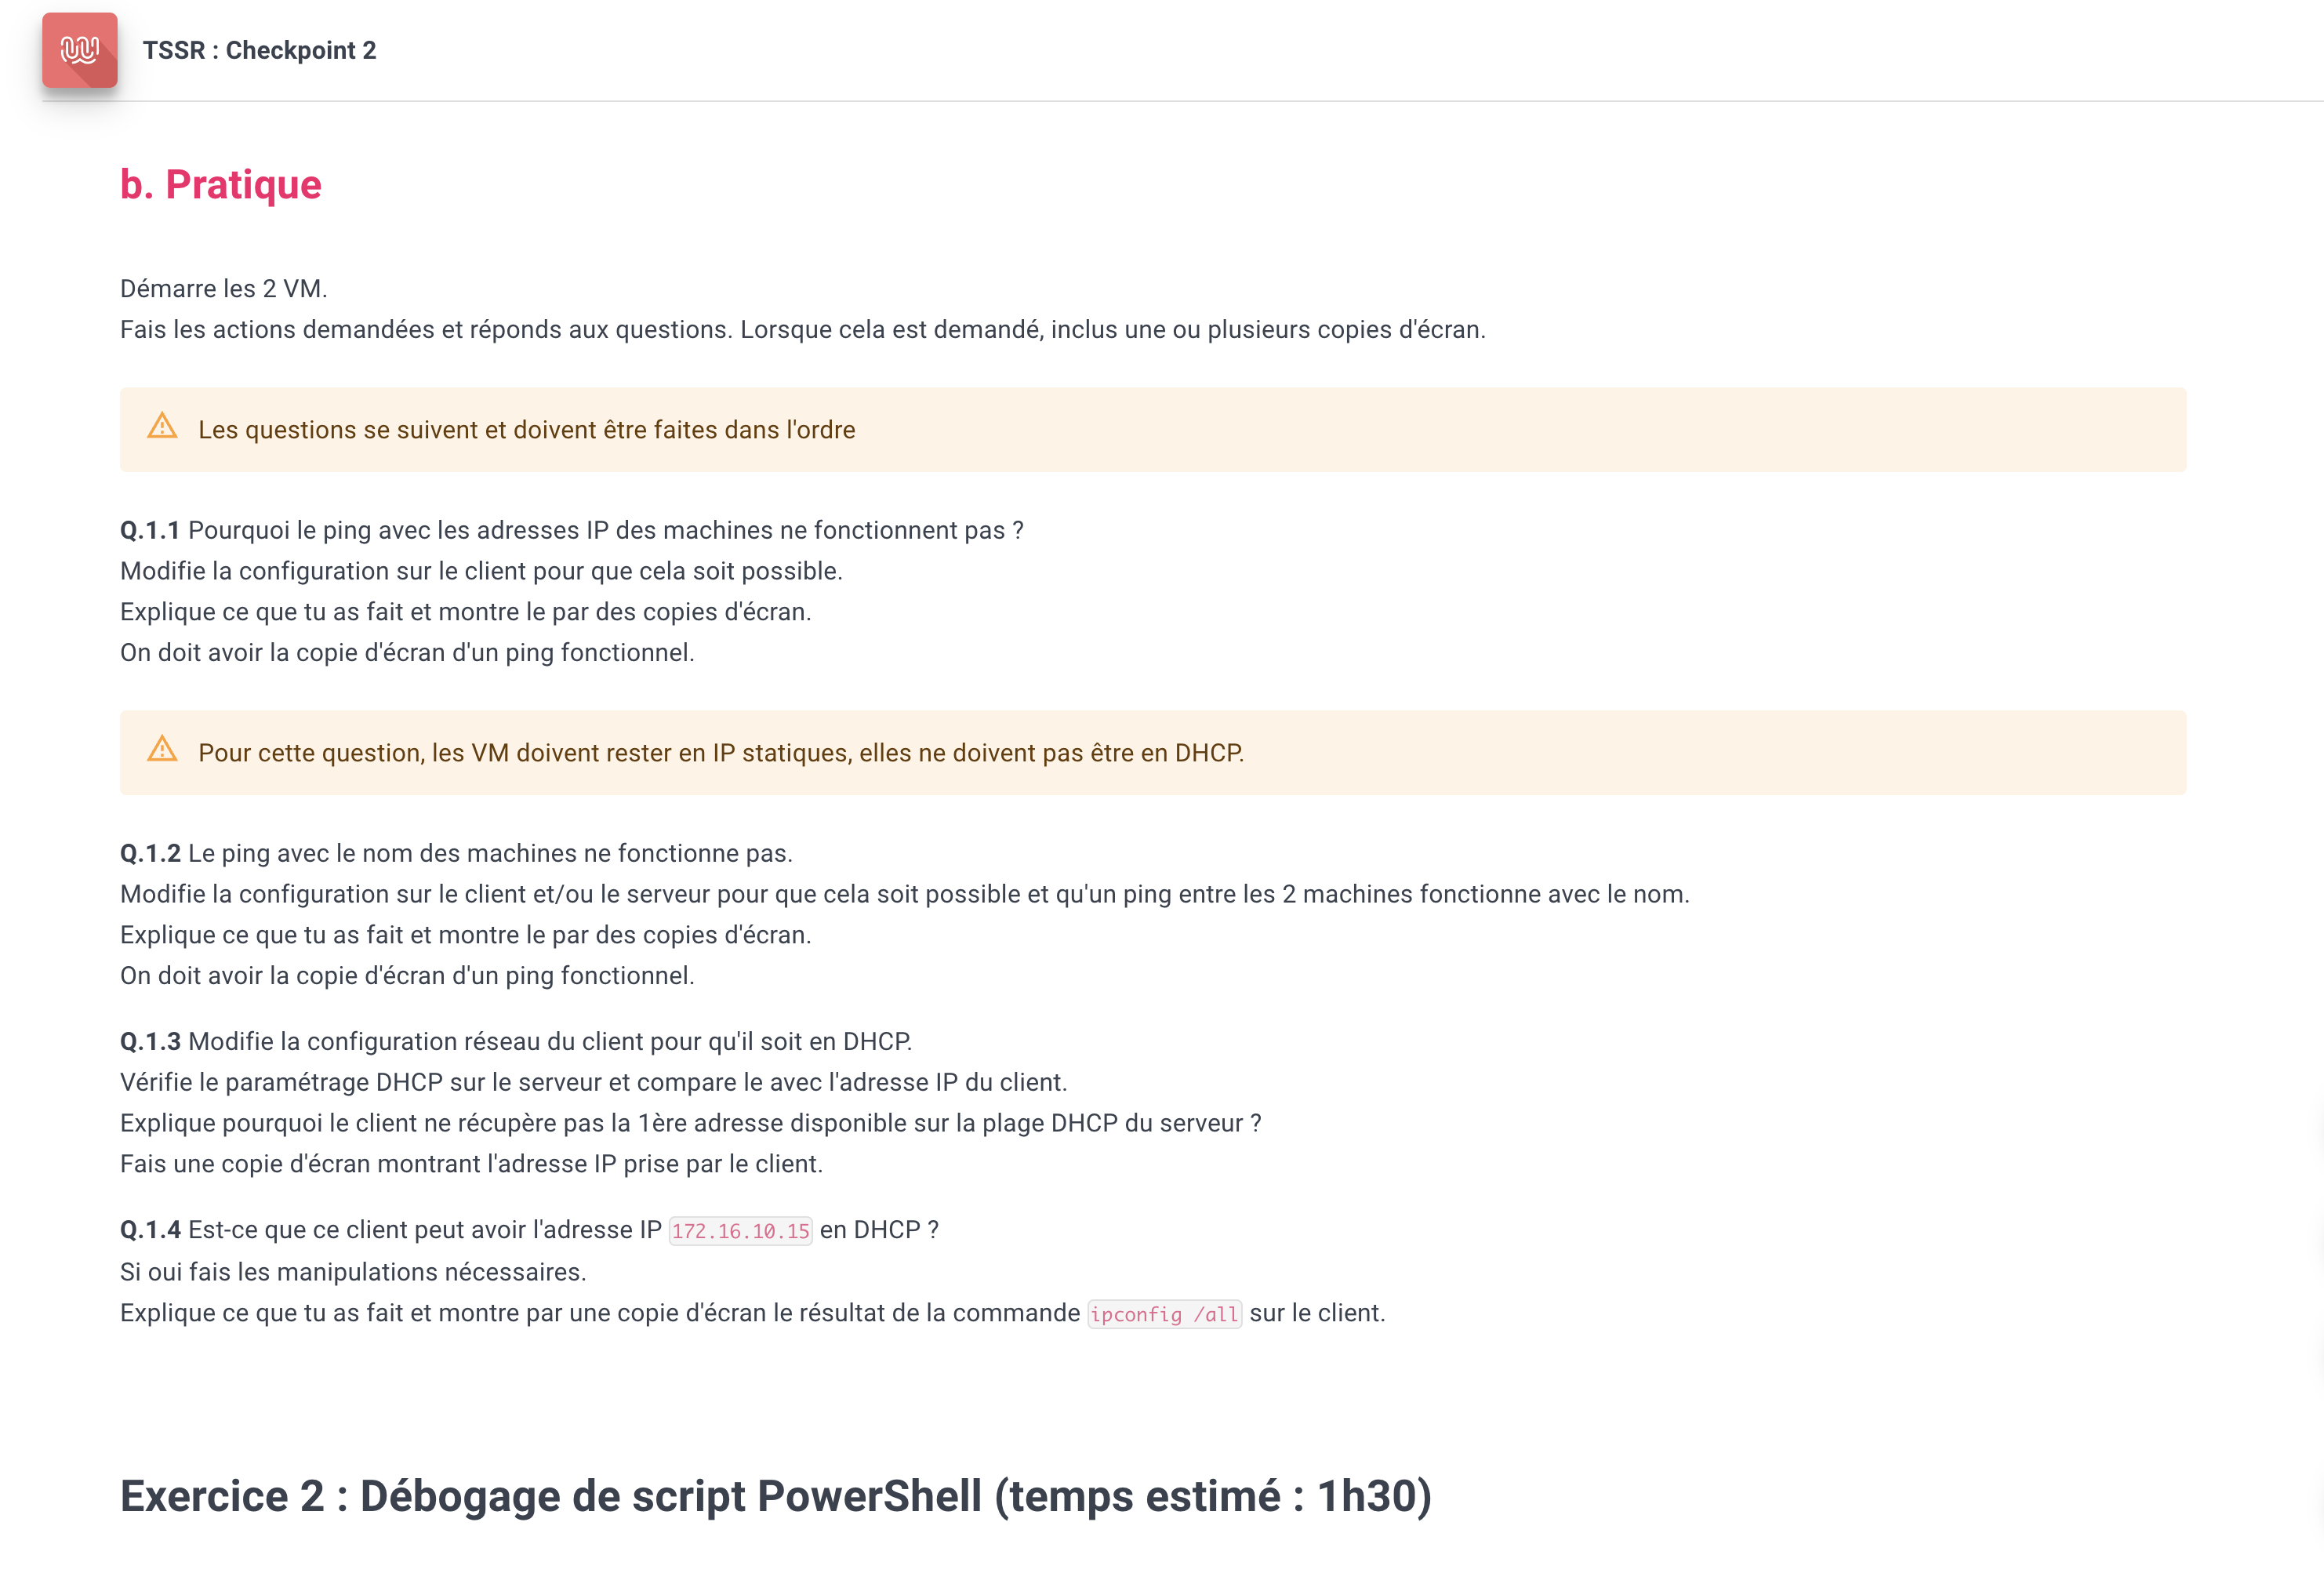 TSSR : Checkpoint 2
b. Pratique
Démarre les 2 VM.
Fais les actions demandées et réponds aux questions. Lorsque cela est demandé, inclus une ou plusieurs copies d'écran.
Les questions se suivent et doivent être faites dans l'ordre
Q.1.1 Pourquoi le ping avec les adresses IP des machines ne fonctionnent pas ?
Modifie la configuration sur le client pour que cela soit possible.
Explique ce que tu as fait et montre le par des copies d'écran.
On doit avoir la copie d'écran d'un ping fonctionnel.
Pour cette question, les VM doivent rester en IP statiques, elles ne doivent pas être en DHCP.
Q.1.2 Le ping avec le nom des machines ne fonctionne pas.
Modifie la configuration sur le client et/ou le serveur pour que cela soit possible et qu'un ping entre les 2 machines fonctionne avec le nom.
Explique ce que tu as fait et montre le par des copies d'écran.
On doit avoir la copie d'écran d'un ping fonctionnel.
Q.1.3 Modifie la configuration réseau du client pour qu'il soit en DHCP.
Vérifie le paramétrage DHCP sur le serveur et compare le avec l'adresse IP du client.
Explique pourquoi le client ne récupère pas la 1ère adresse disponible sur la plage DHCP du serveur ?
Fais une copie d'écran montrant l'adresse IP prise par le client.
Q.1.4 Est-ce que ce client peut avoir l'adresse IP 172.16.10.15 en DHCP ?
Si oui fais les manipulations nécessaires.
Explique ce que tu as fait et montre par une copie d'écran le résultat de la commande ipconfig /all sur le client.
Exercice 2 : Débogage de script PowerShell (temps estimé : 1h30)